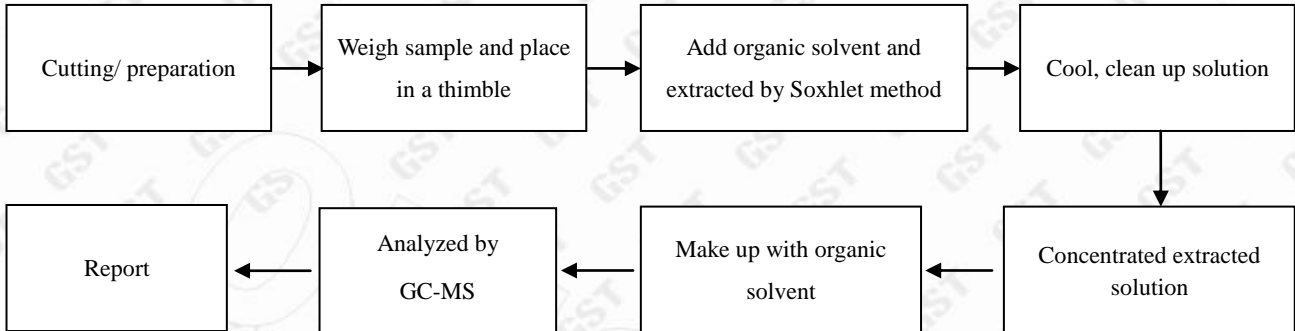 Cutting/ preparation
Weigh sample and place
in a thimble
Add organic solvent and
extracted by Soxhlet method
Cool, clean up solution
Concentrated extracted
solution
Make up with organic
solvent
Analyzed by
GC-MS
Report